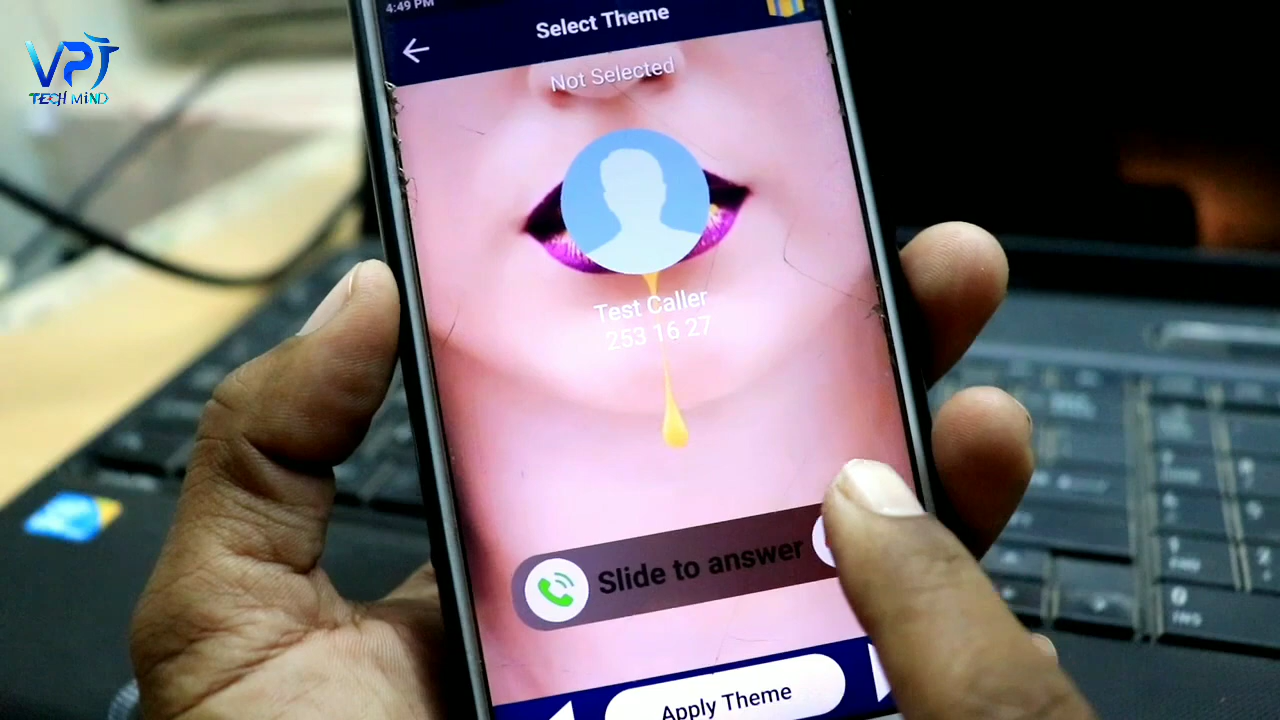 4:49 PM
VPT
TECH MiND
Select Theme
Not Selected
Test Caller
253 16 27
Slide to answer
Apply Theme